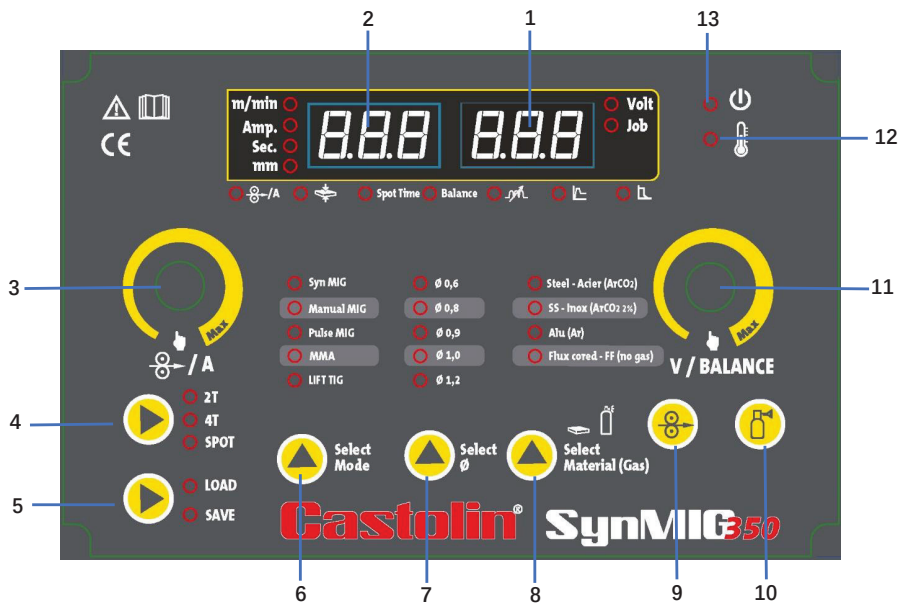 2 1 13
m/min Volt
Amp. Job
Sec.
mm
8.8.8 8.8.8
12
CE
/A Spot Time Balance
3
11
Max
/ A
Max
V / BALANCE
Syn MIG Ø 0,6 Steel - Acier (ArCO2)
Manual MIG Ø 0,8 SS - Inox (ArCO2 2%)
Pulse MIG Ø 0,9 Alu (Ar)
MMA Ø 1,0 Flux cored - FF (no gas)
LIFT TIG Ø 1,2
4
2T
4T
SPOT
5
LOAD
SAVE
Select
Mode
Select
Ø
Select
Material (Gas)
Castolin® SynMIG350
6 7 8 9 10